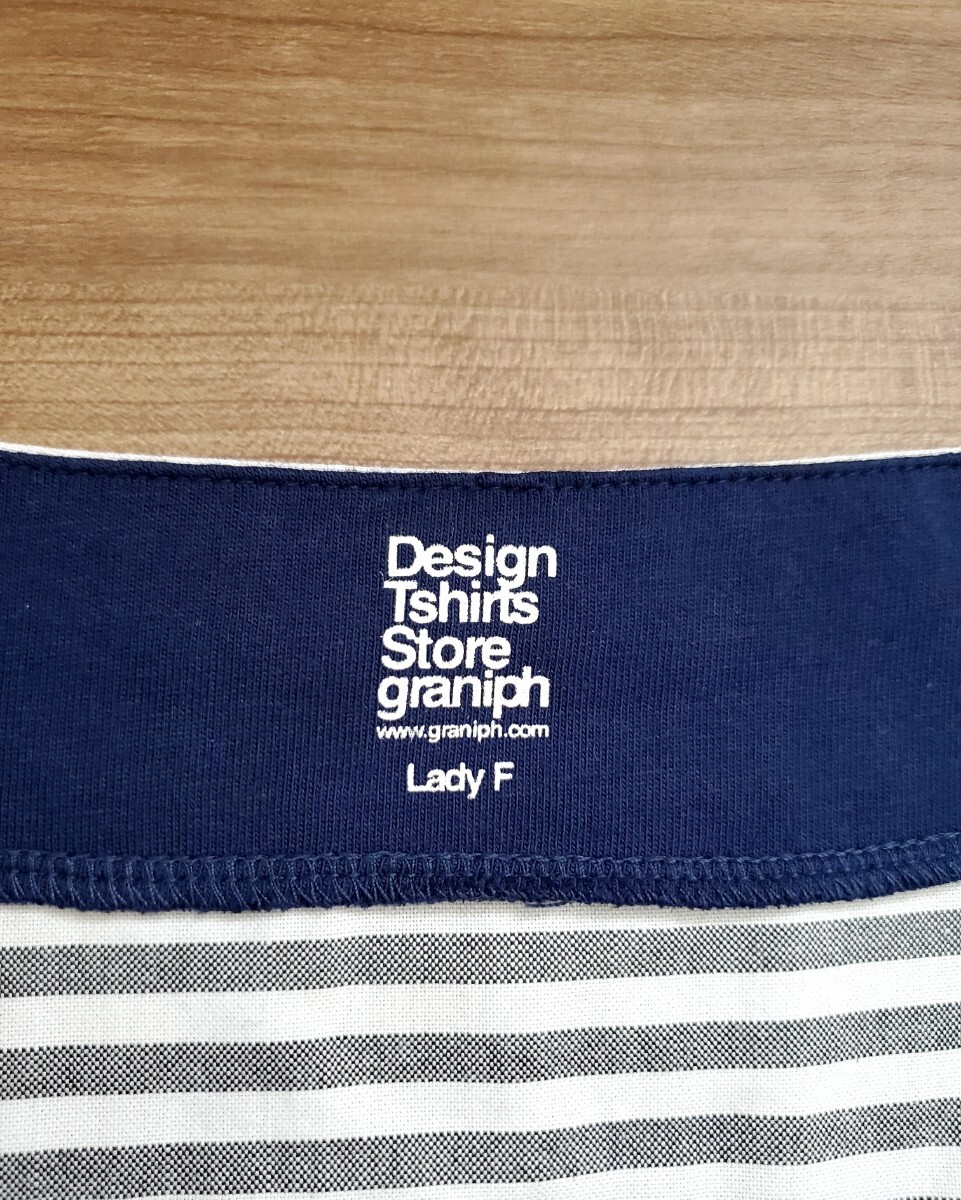 Design
Tshirts
Store
graniph
www.graniph.com
Lady F